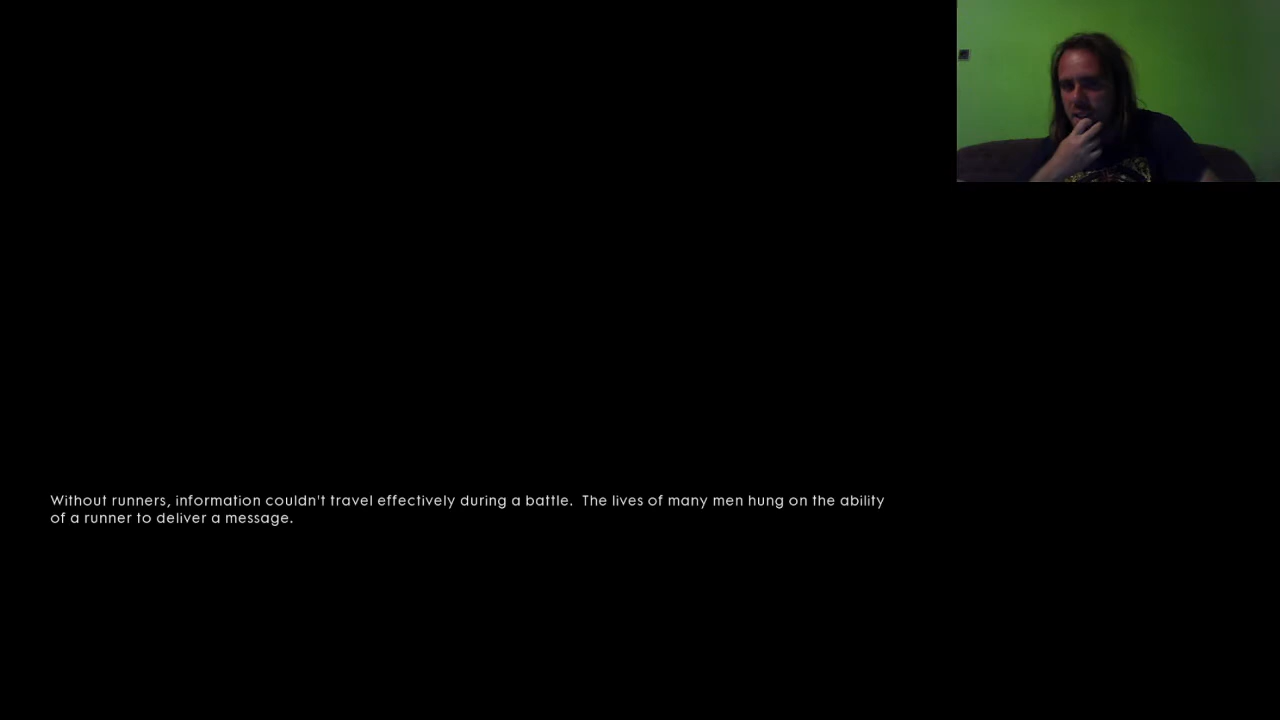 Without runners, information couldn't travel effectively during a battle.  The lives of many men hung on the ability
of a runner to deliver a message.